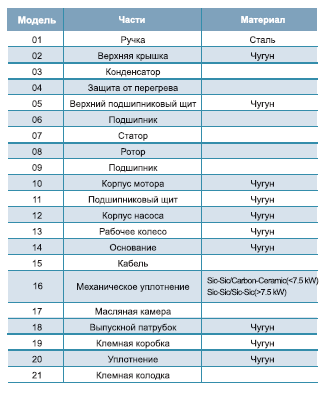 Модель Части Материал
01 Ручка Сталь
02 Верхняя крышка Чугун
03 Конденсатор
04 Защита от перегрева
05 Верхний подшипниковый щит Чугун
06 Подшипник
07 Статор
08 Ротор
09 Подшипник
10 Корпус мотора Чугун
11 Подшипниковый щит Чугун
12 Корпус насоса Чугун
13 Рабочее колесо Чугун
14 Основание Чугун
15 Кабель
16 Механическое уплотнение Sic-Sic/Carbon-Ceramic(<7.5 kW)
Sic-Sic/Sic-Sic(>7.5 kW)
17 Масляная камера
18 Выпускной патрубок Чугун
19 Клемная коробка Чугун
20 Уплотнение Чугун
21 Клемная колодка